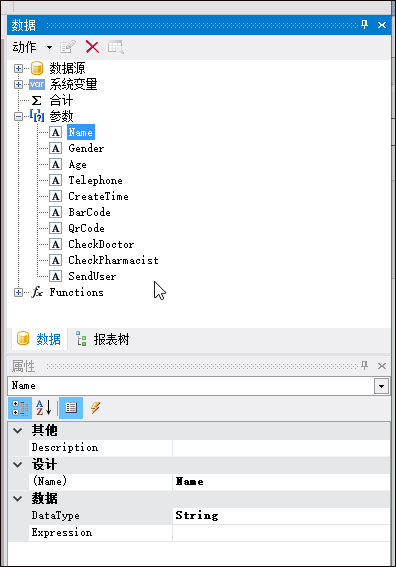 数据
动作
数据源
var 系统变量
Σ 合计
[?] 参数
A Name
A Gender
A Age
A Telephone
A CreateTime
A BarCode
A QrCode
A CheckDoctor
A CheckPharmacist
A SendUser
fx Functions
数据 报表树
属性
Name
A Z
其他
Description
设计
(Name) Name
数据
DataType String
Expression